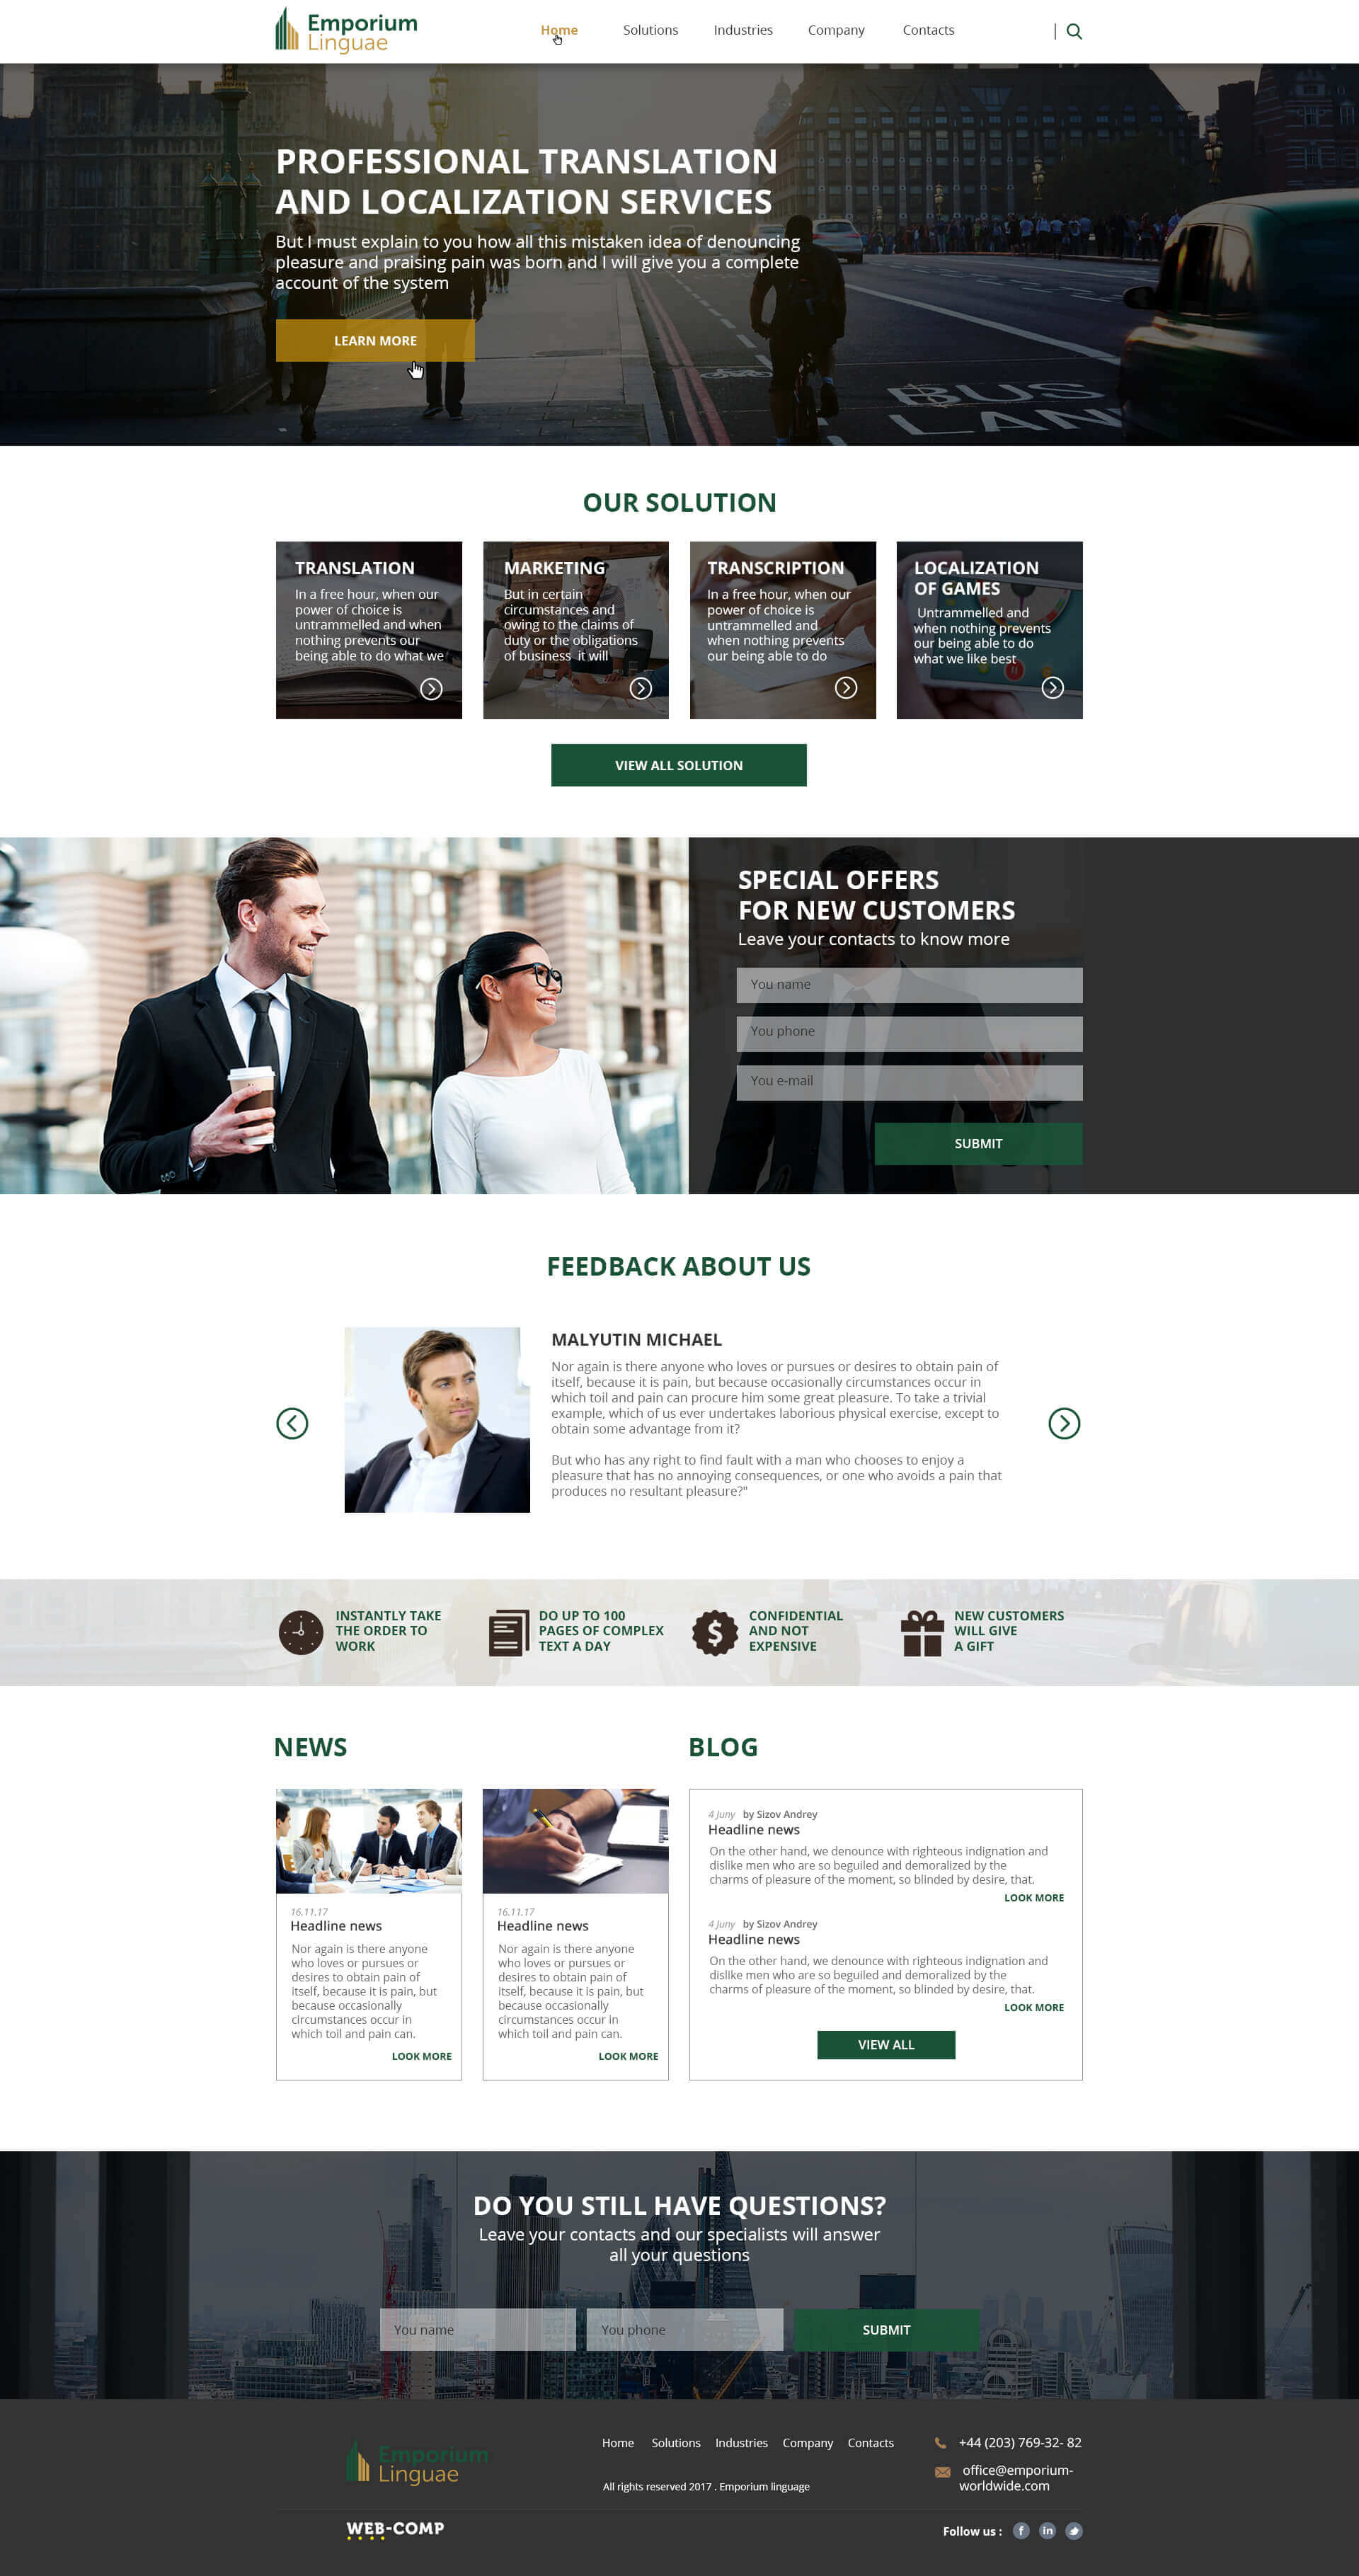 Emporium
Linguae
Home Solutions Industries Company Contacts
PROFESSIONAL TRANSLATION
AND LOCALIZATION SERVICES
But I must explain to you how all this mistaken idea of denouncing
pleasure and praising pain was born and I will give you a complete
account of the system
LEARN MORE
BUS
LAN
OUR SOLUTION
TRANSLATION
In a free hour, when our
power of choice is
untrammelled and when
nothing prevents our
being able to do what we
MARKETING
But in certain
circumstances and
owing to the claims of
duty or the obligations
of business it will
TRANSCRIPTION
In a free hour, when our
power of choice is
untrammelled and
when nothing prevents
our being able to do
LOCALIZATION
OF GAMES
Untrammelled and
when nothing prevents
our being able to do
what we like best
VIEW ALL SOLUTION
SPECIAL OFFERS
FOR NEW CUSTOMERS
Leave your contacts to know more
You name
You phone
You e-mail
SUBMIT
FEEDBACK ABOUT US
MALYUTIN MICHAEL
Nor again is there anyone who loves or pursues or desires to obtain pain of
itself, because it is pain, but because occasionally circumstances occur in
which toil and pain can procure him some great pleasure. To take a trivial
example, which of us ever undertakes laborious physical exercise, except to
obtain some advantage from it?
But who has any right to find fault with a man who chooses to enjoy a
pleasure that has no annoying consequences, or one who avoids a pain that
produces no resultant pleasure?"
INSTANTLY TAKE
THE ORDER TO
WORK
DO UP TO 100
PAGES OF COMPLEX
TEXT A DAY
$
CONFIDENTIAL
AND NOT
EXPENSIVE
NEW CUSTOMERS
WILL GIVE
A GIFT
NEWS
16.11.17
Headline news
Nor again is there anyone
who loves or pursues or
desires to obtain pain of
itself, because it is pain, but
because occasionally
circumstances occur in
which toil and pain can.
LOOK MORE
16.11.17
Headline news
Nor again is there anyone
who loves or pursues or
desires to obtain pain of
itself, because it is pain, but
because occasionally
circumstances occur in
which toil and pain can.
LOOK MORE
BLOG
4 Juny by Sizov Andrey
Headline news
On the other hand, we denounce with righteous indignation and
dislike men who are so beguiled and demoralized by the
charms of pleasure of the moment, so blinded by desire, that.
LOOK MORE
4 Juny by Sizov Andrey
Headline news
On the other hand, we denounce with righteous indignation and
dislike men who are so beguiled and demoralized by the
charms of pleasure of the moment, so blinded by desire, that.
LOOK MORE
VIEW ALL
DO YOU STILL HAVE QUESTIONS?
Leave your contacts and our specialists will answer
all your questions
You name
You phone
SUBMIT
Emporium
Linguae
Home Solutions Industries Company Contacts
All rights reserved 2017 . Emporium linguage
+44 (203) 769-32- 82
office@emporium-
worldwide.com
WEB-COMP
Follow us : f in